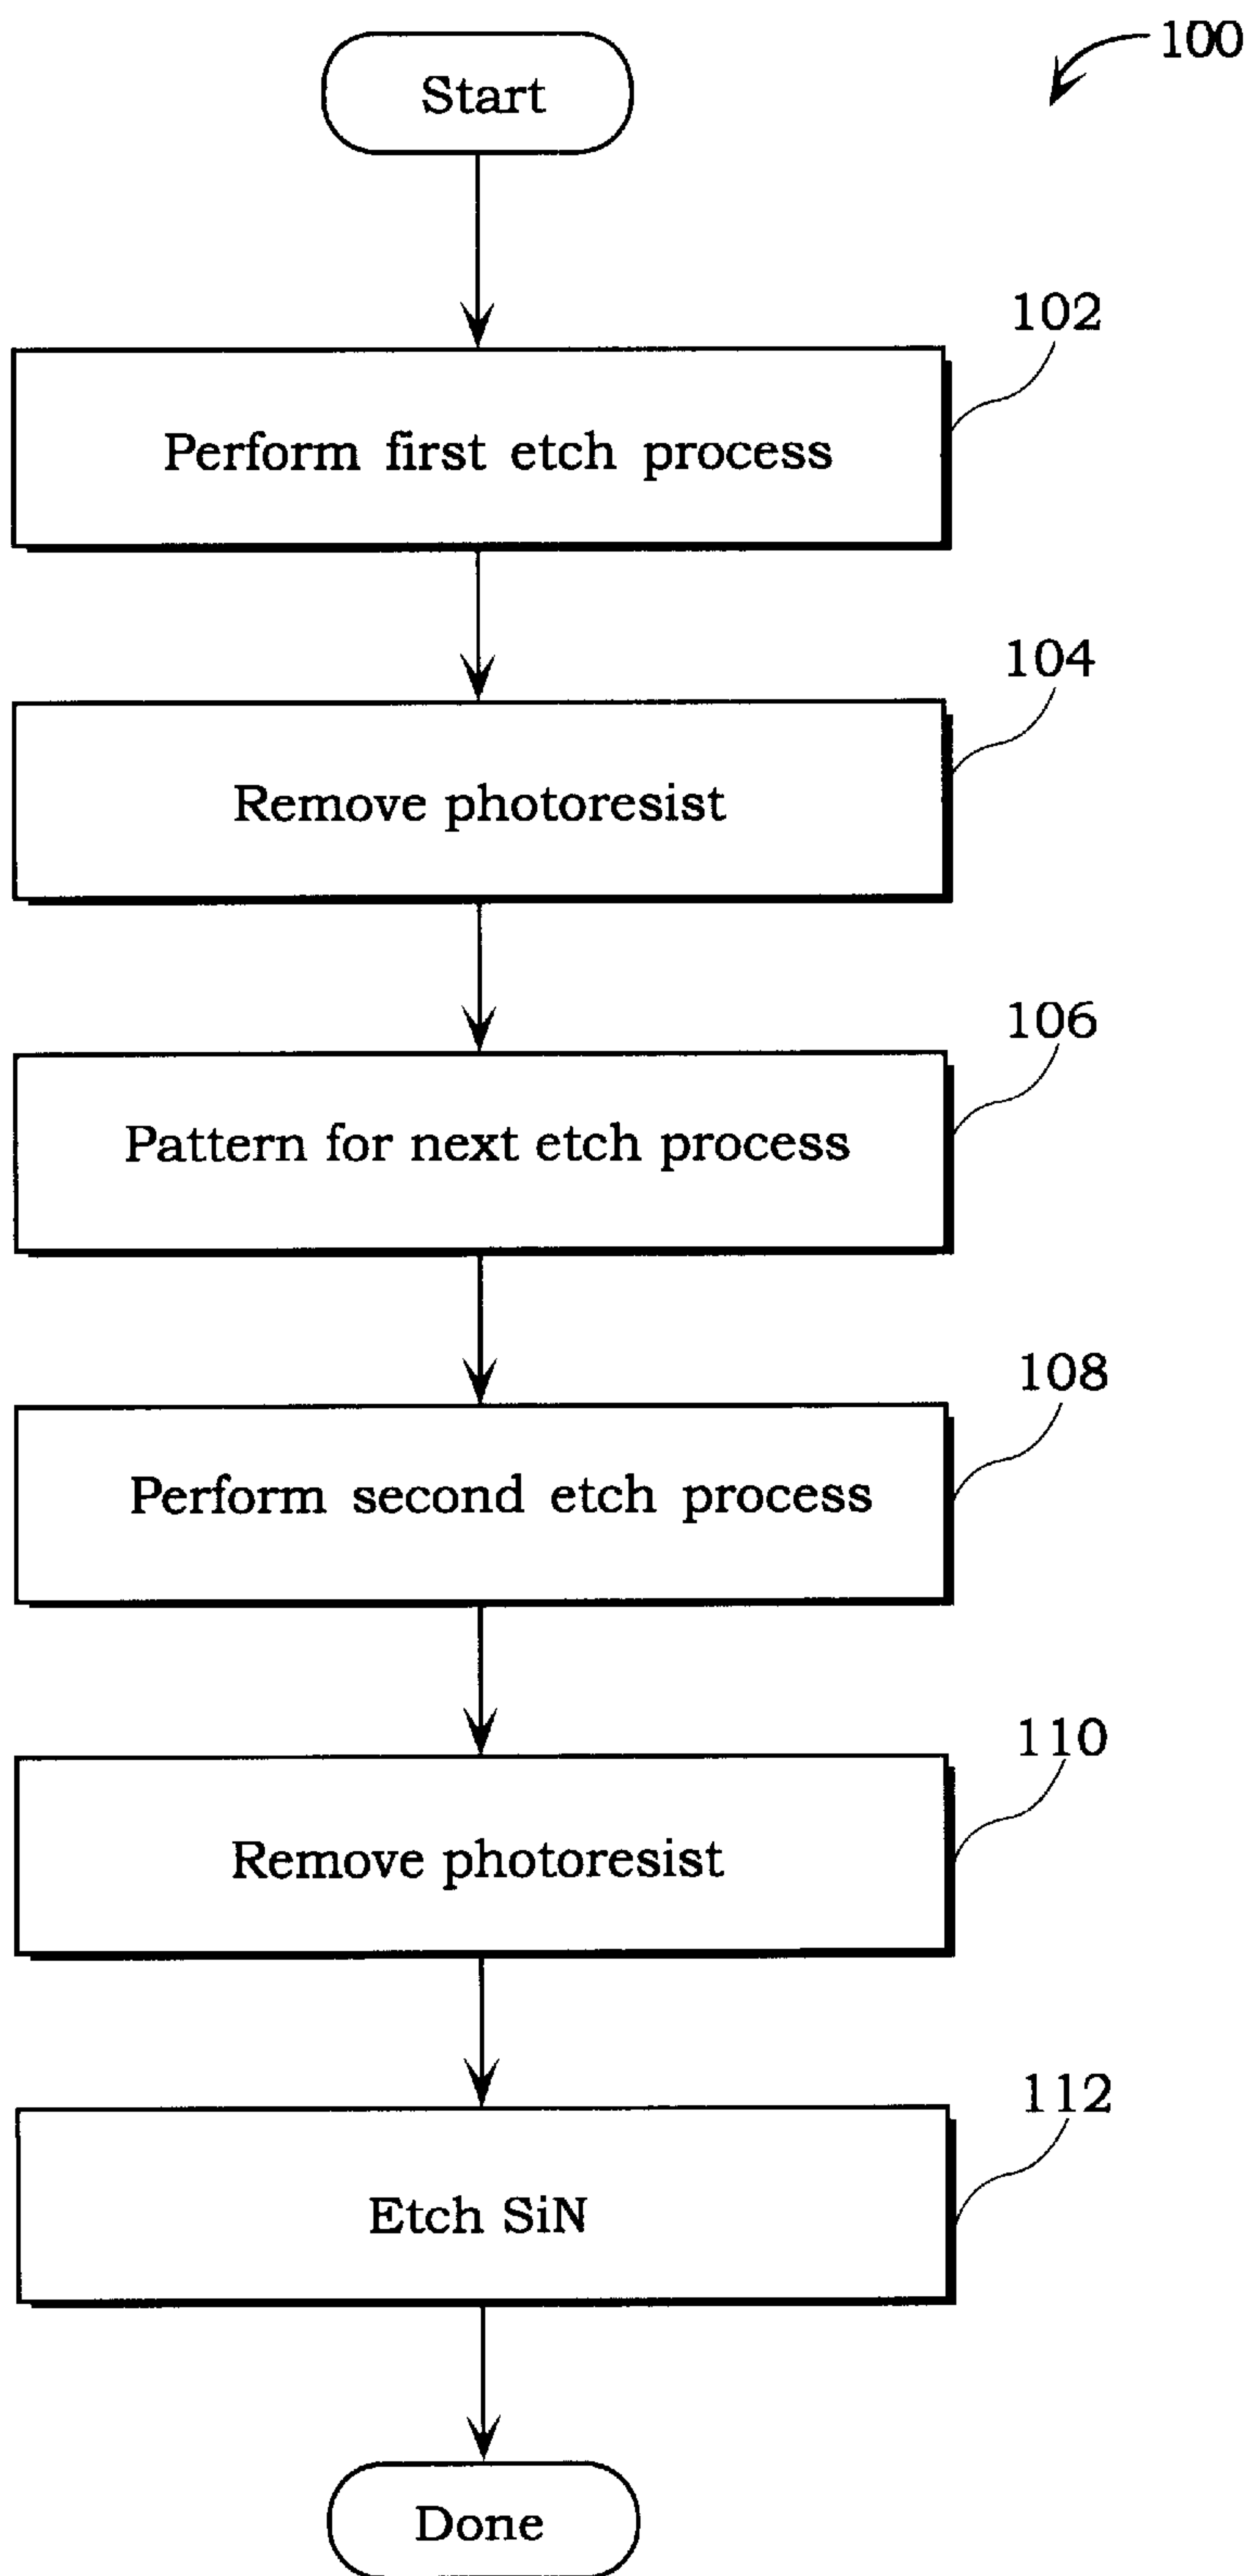 100
Start
102
Perform first etch process
104
Remove photoresist
106
Pattern for next etch process
108
Perform second etch process
110
Remove photoresist
112
Etch SiN
Done